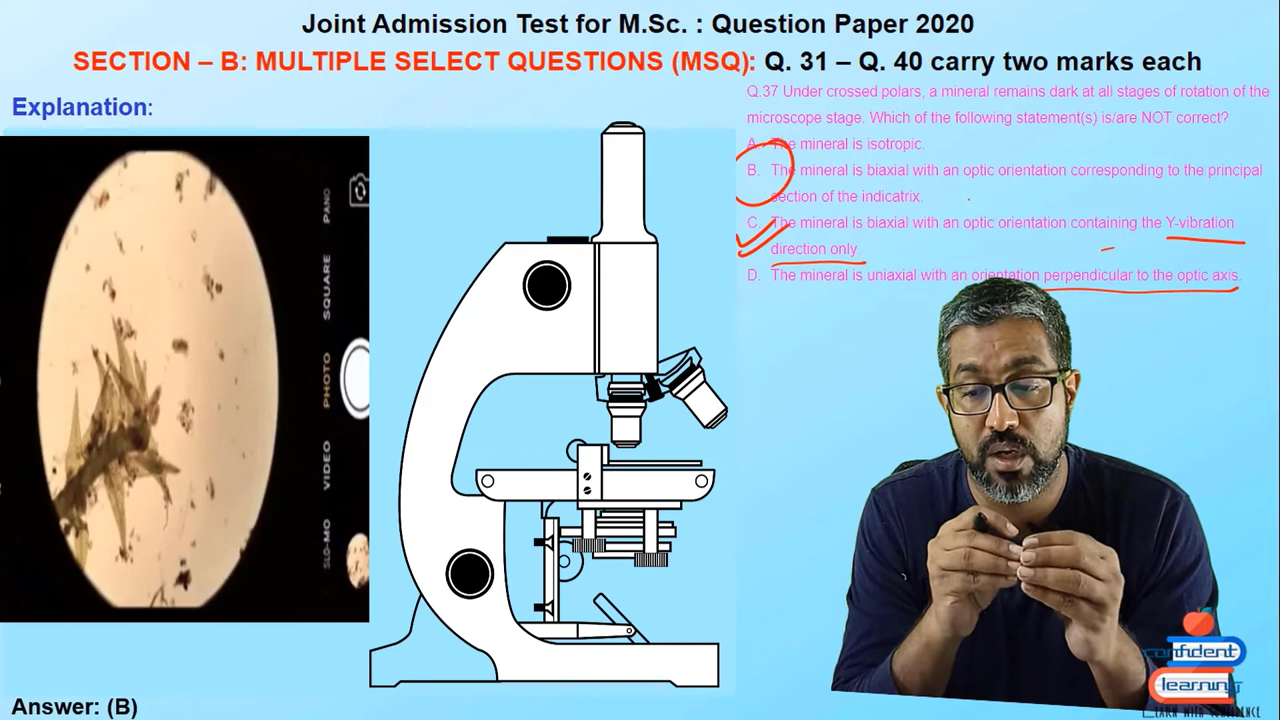 Joint Admission Test for M.Sc. : Question Paper 2020
SECTION – B: MULTIPLE SELECT QUESTIONS (MSQ): Q. 31 – Q. 40 carry two marks each
Explanation:
Q.37 Under crossed polars, a mineral remains dark at all stages of rotation of the
microscope stage. Which of the following statement(s) is/are NOT correct?
A. The mineral is isotropic.
B. The mineral is biaxial with an optic orientation corresponding to the principal
section of the indicatrix.
C. The mineral is biaxial with an optic orientation containing the Y-vibration
direction only.
D. The mineral is uniaxial with an orientation perpendicular to the optic axis.
PANO
SQUARE
PHOTO
VIDEO
SLO-MO
Answer: (B)
confident
learning
LEARN WITH CONFIDENCE